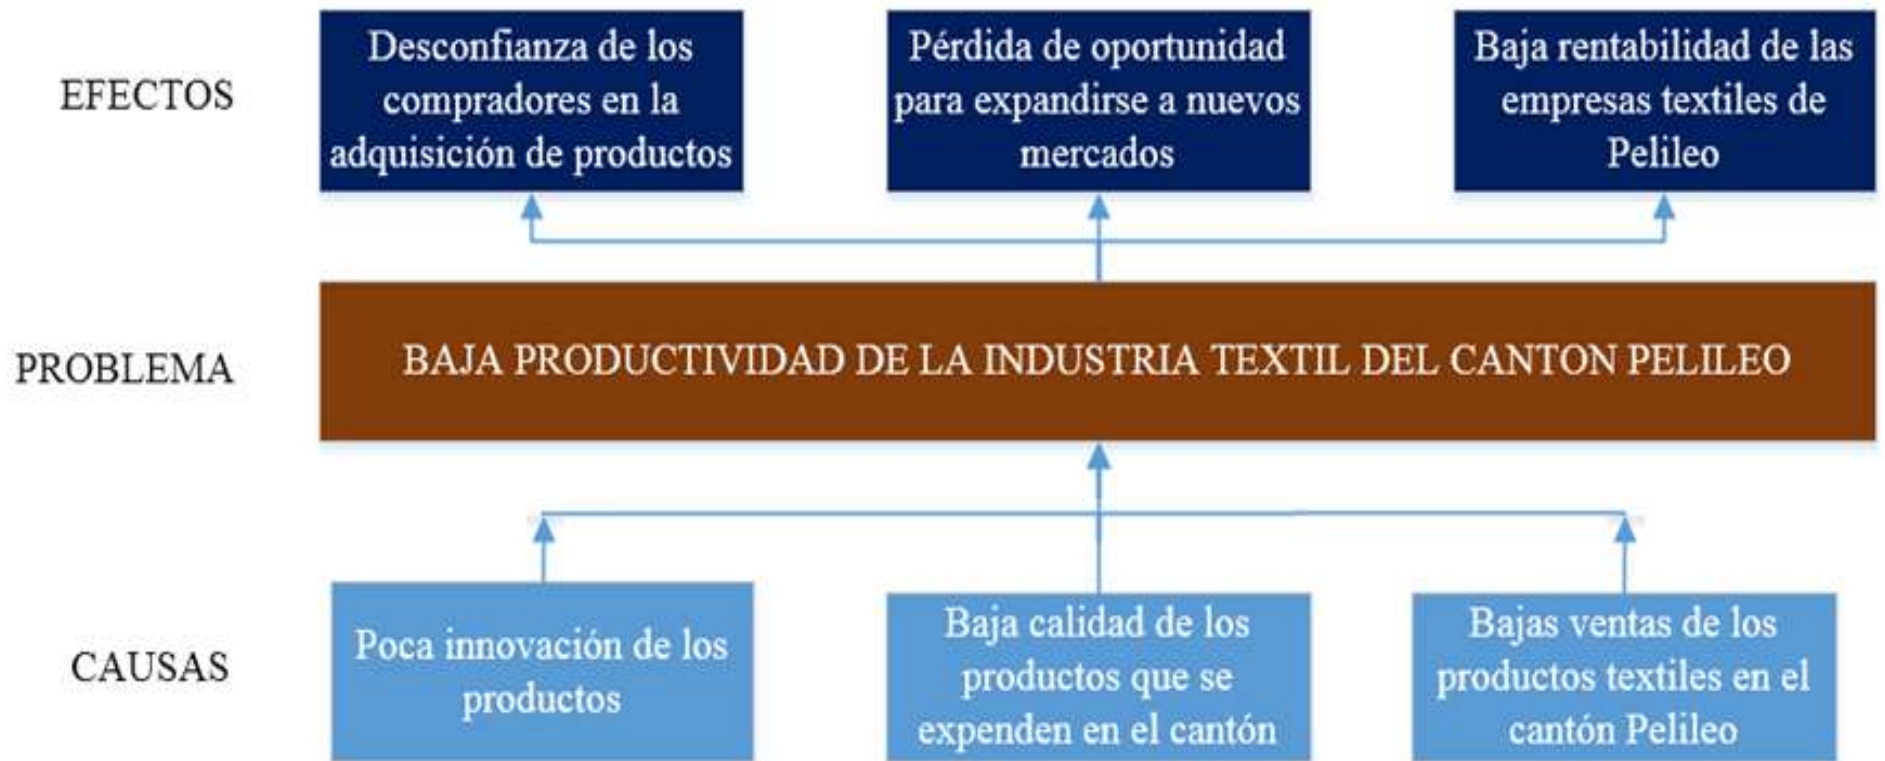 EFECTOS
Desconfianza de los
compradores en la
adquisición de productos
Pérdida de oportunidad
para expandirse a nuevos
mercados
Baja rentabilidad de las
empresas textiles de
Pelileo
PROBLEMA
BAJA PRODUCTIVIDAD DE LA INDUSTRIA TEXTIL DEL CANTON PELILEO
CAUSAS
Poca innovación de los
productos
Baja calidad de los
productos que se
expenden en el cantón
Bajas ventas de los
productos textiles en el
cantón Pelileo